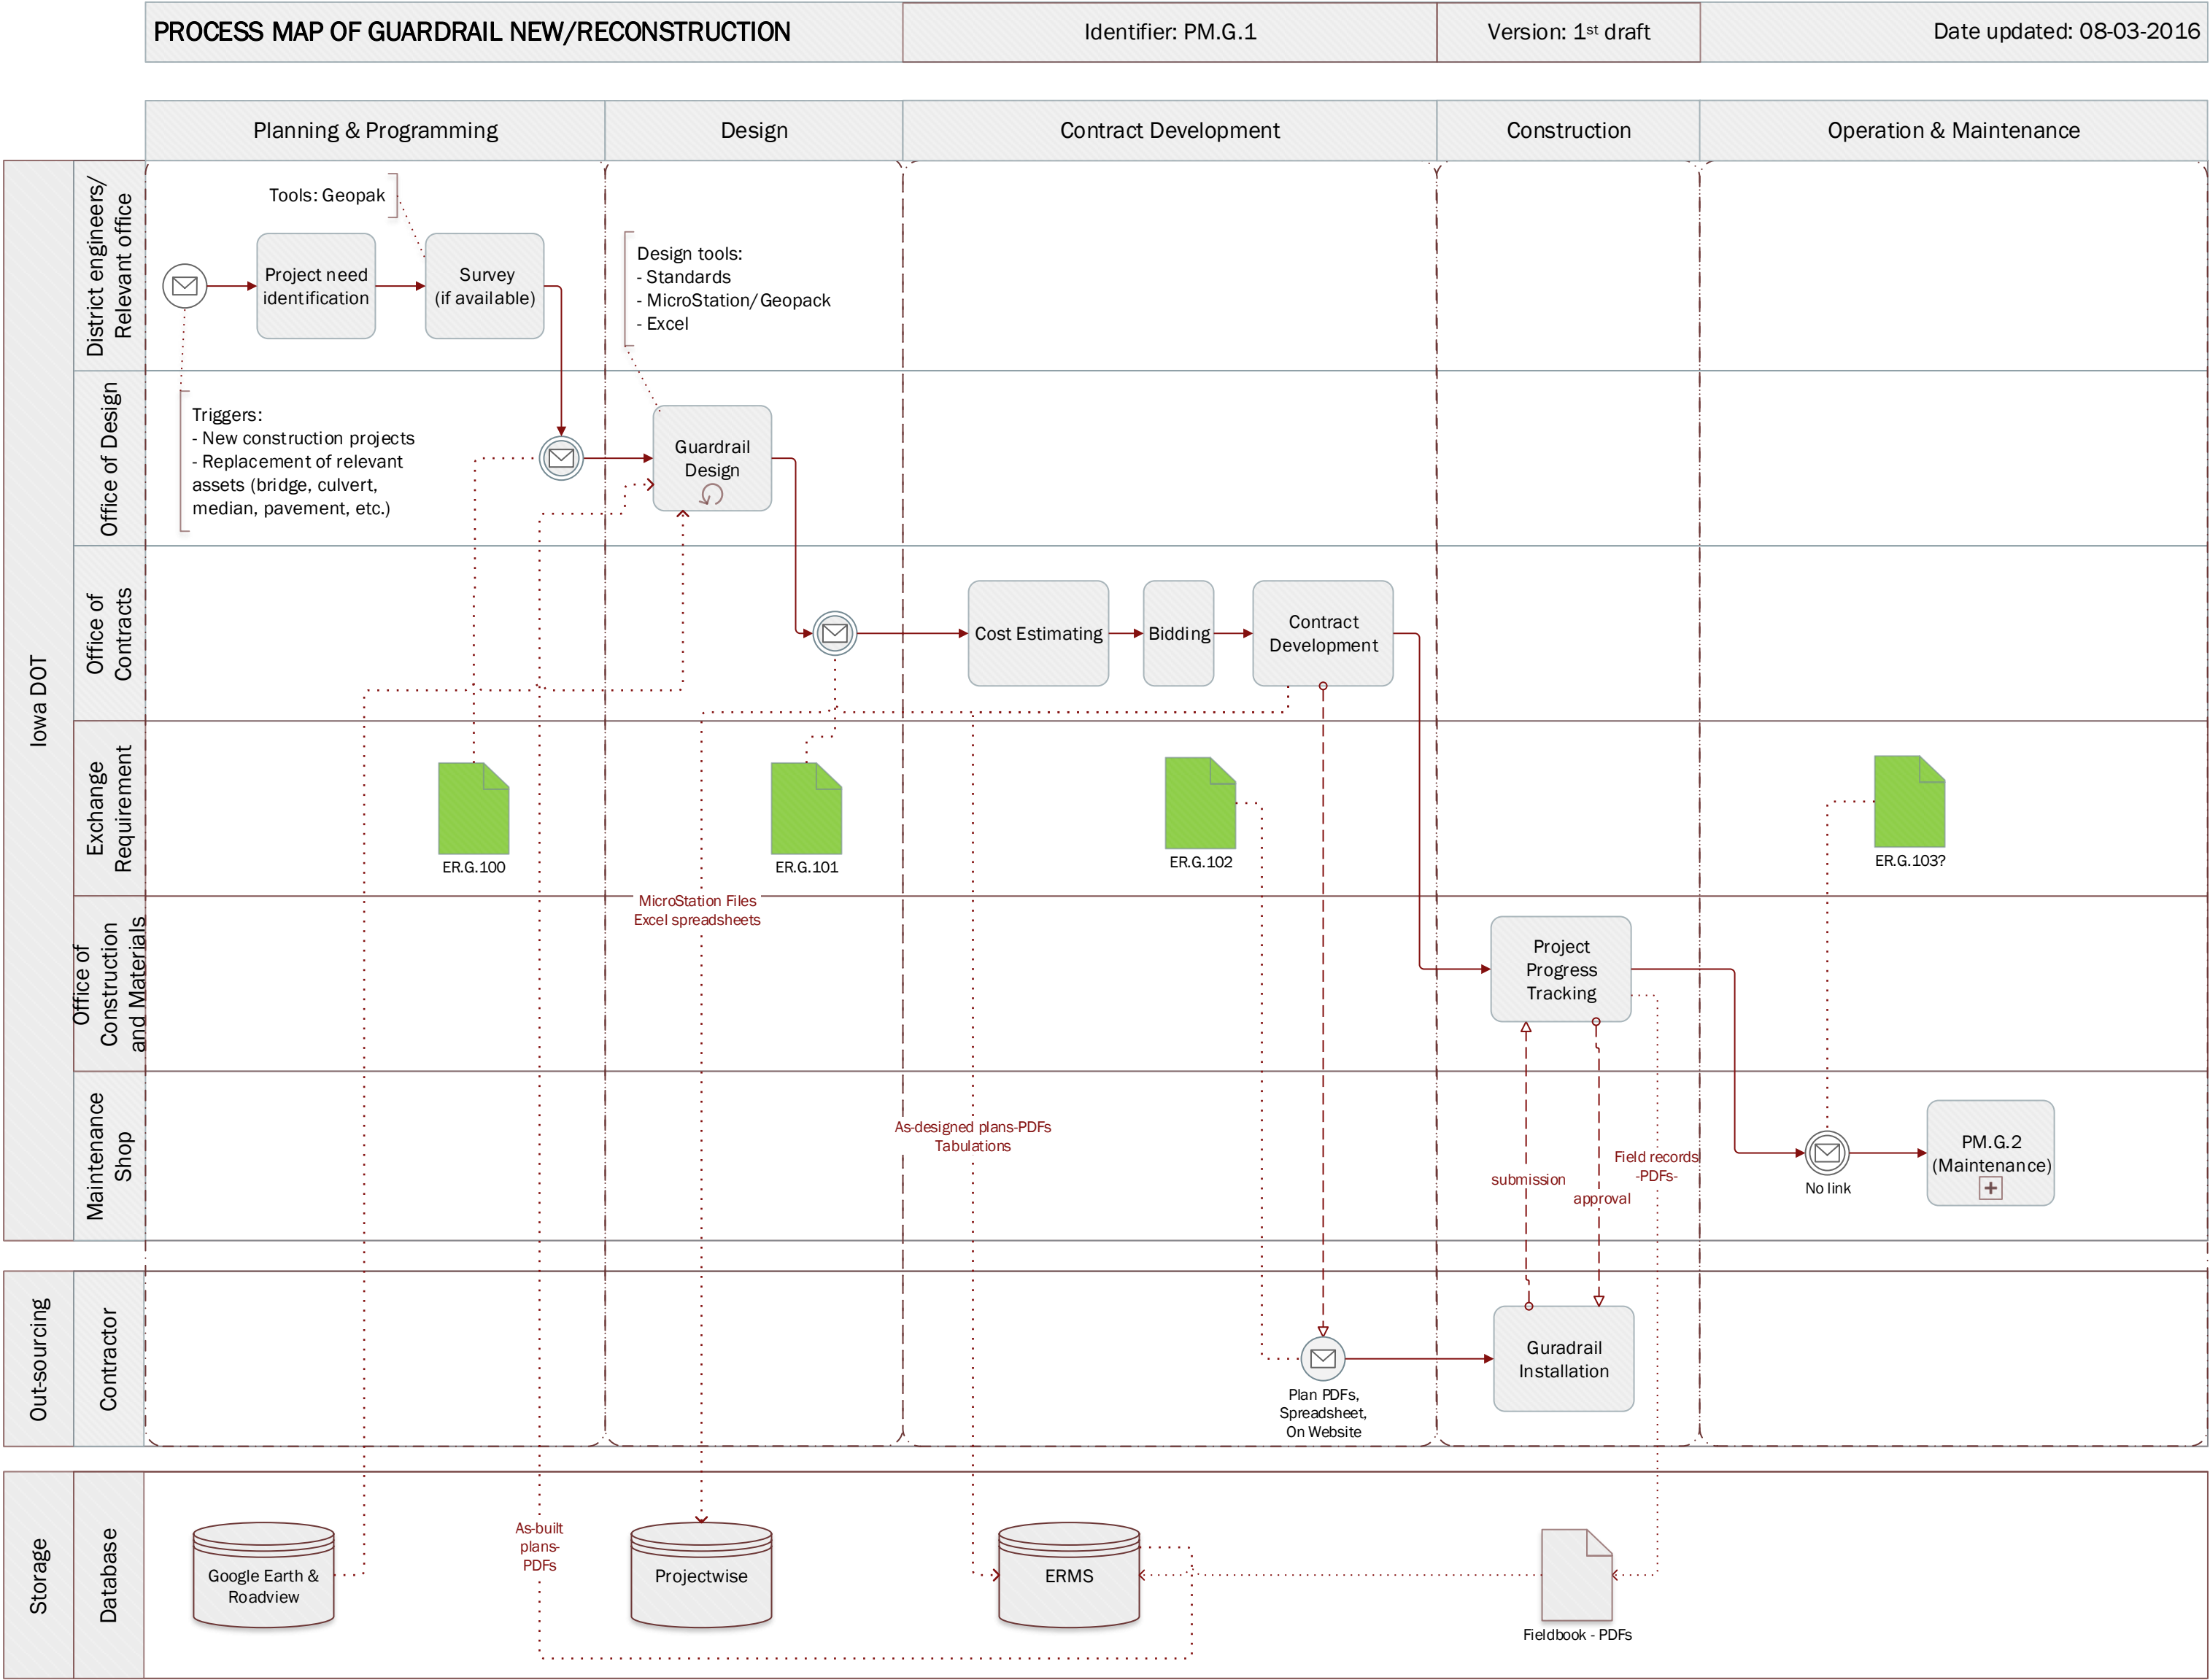 PROCESS MAP OF GUARDRAIL NEW/RECONSTRUCTION
Identifier: PM.G.1
Version: 1st draft
Date updated: 08-03-2016
Planning & Programming
Design
Contract Development
Construction
Operation & Maintenance
Iowa DOT
District engineers/
Relevant office
Tools: Geopak
Project need
identification
Survey
(if available)
Design tools:
- Standards
- MicroStation/Geopack
- Excel
Office of Design
Triggers:
- New construction projects
- Replacement of relevant
assets (bridge, culvert,
median, pavement, etc.)
Guardrail
Design
Office of
Contracts
Cost Estimating
Bidding
Contract
Development
Exchange
Requirement
ER.G.100
ER.G.101
ER.G.102
ER.G.103?
MicroStation Files
Excel spreadsheets
Office of
Construction
and Materials
Project
Progress
Tracking
Maintenance
Shop
As-designed plans-PDFs
Tabulations
submission
approval
Field records
-PDFs-
No link
PM.G.2
(Maintenance)
Out-sourcing
Contractor
Plan PDFs,
Spreadsheet,
On Website
Guradrail
Installation
Storage
Database
Google Earth &
Roadview
As-built
plans-
PDFs
Projectwise
ERMS
Fieldbook - PDFs